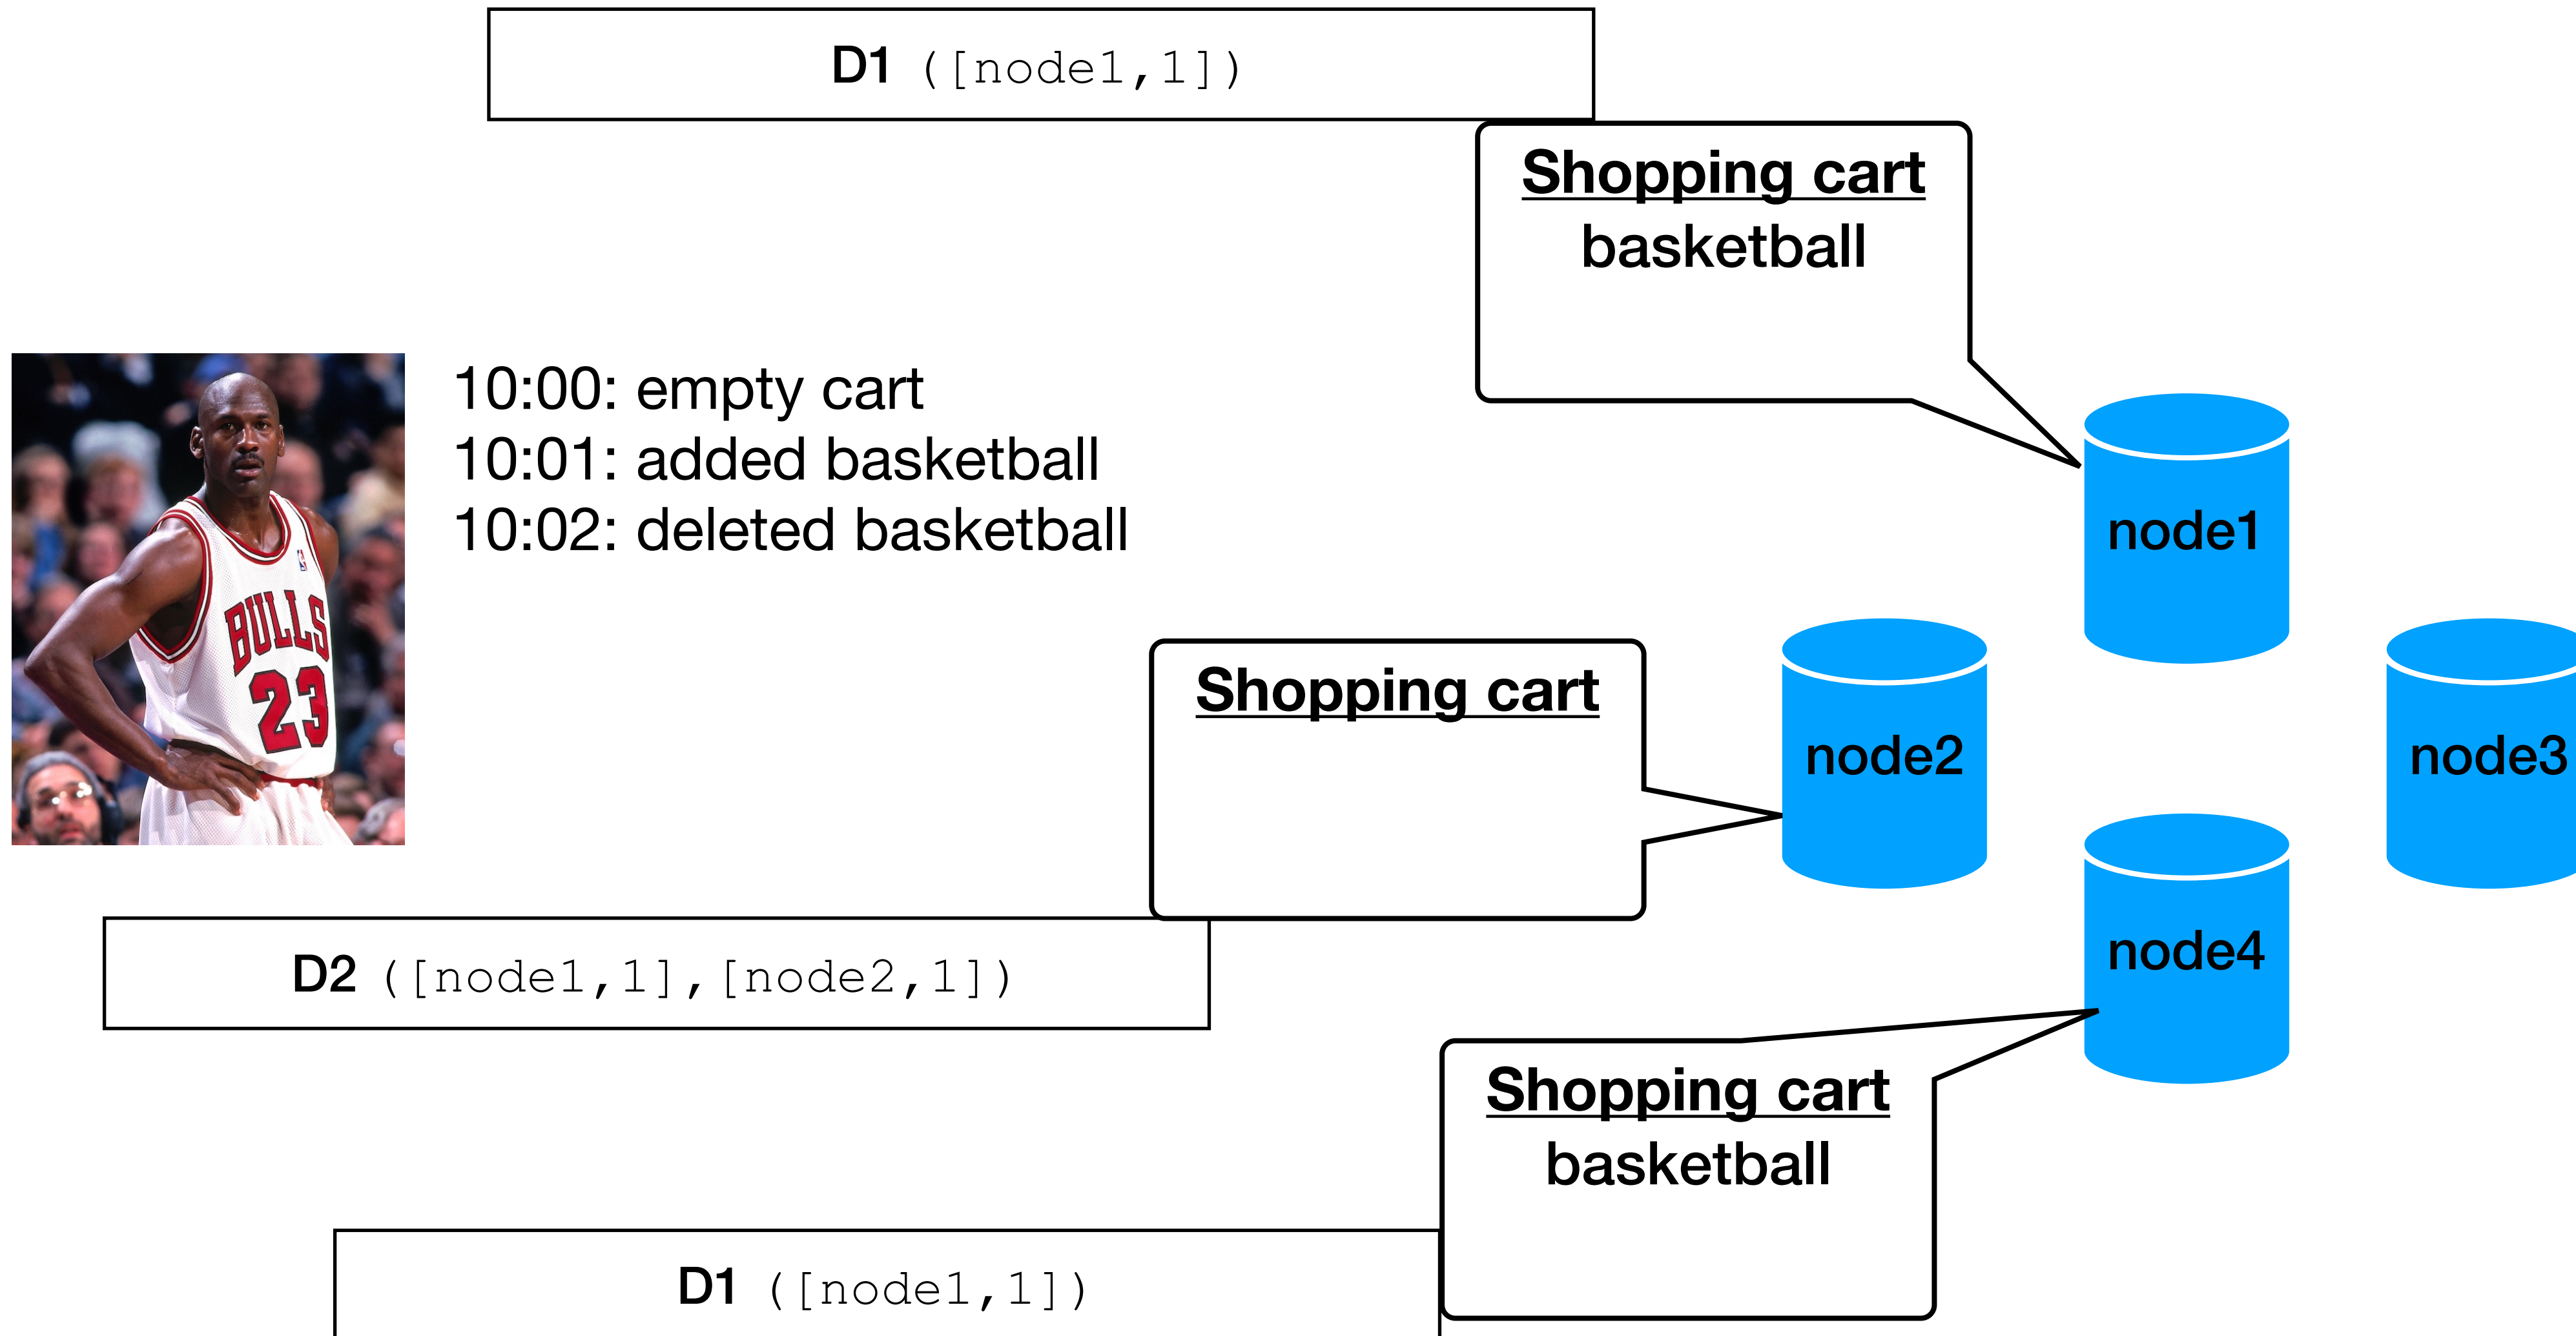 D1 ([node1,1])
Shopping cart
basketball
10:00: empty cart
10:01: added basketball
10:02: deleted basketball
BULLS
23
node1
Shopping cart
node2
node3
D2 ([node1,1],[node2,1])
node4
Shopping cart
basketball
D1 ([node1,1])